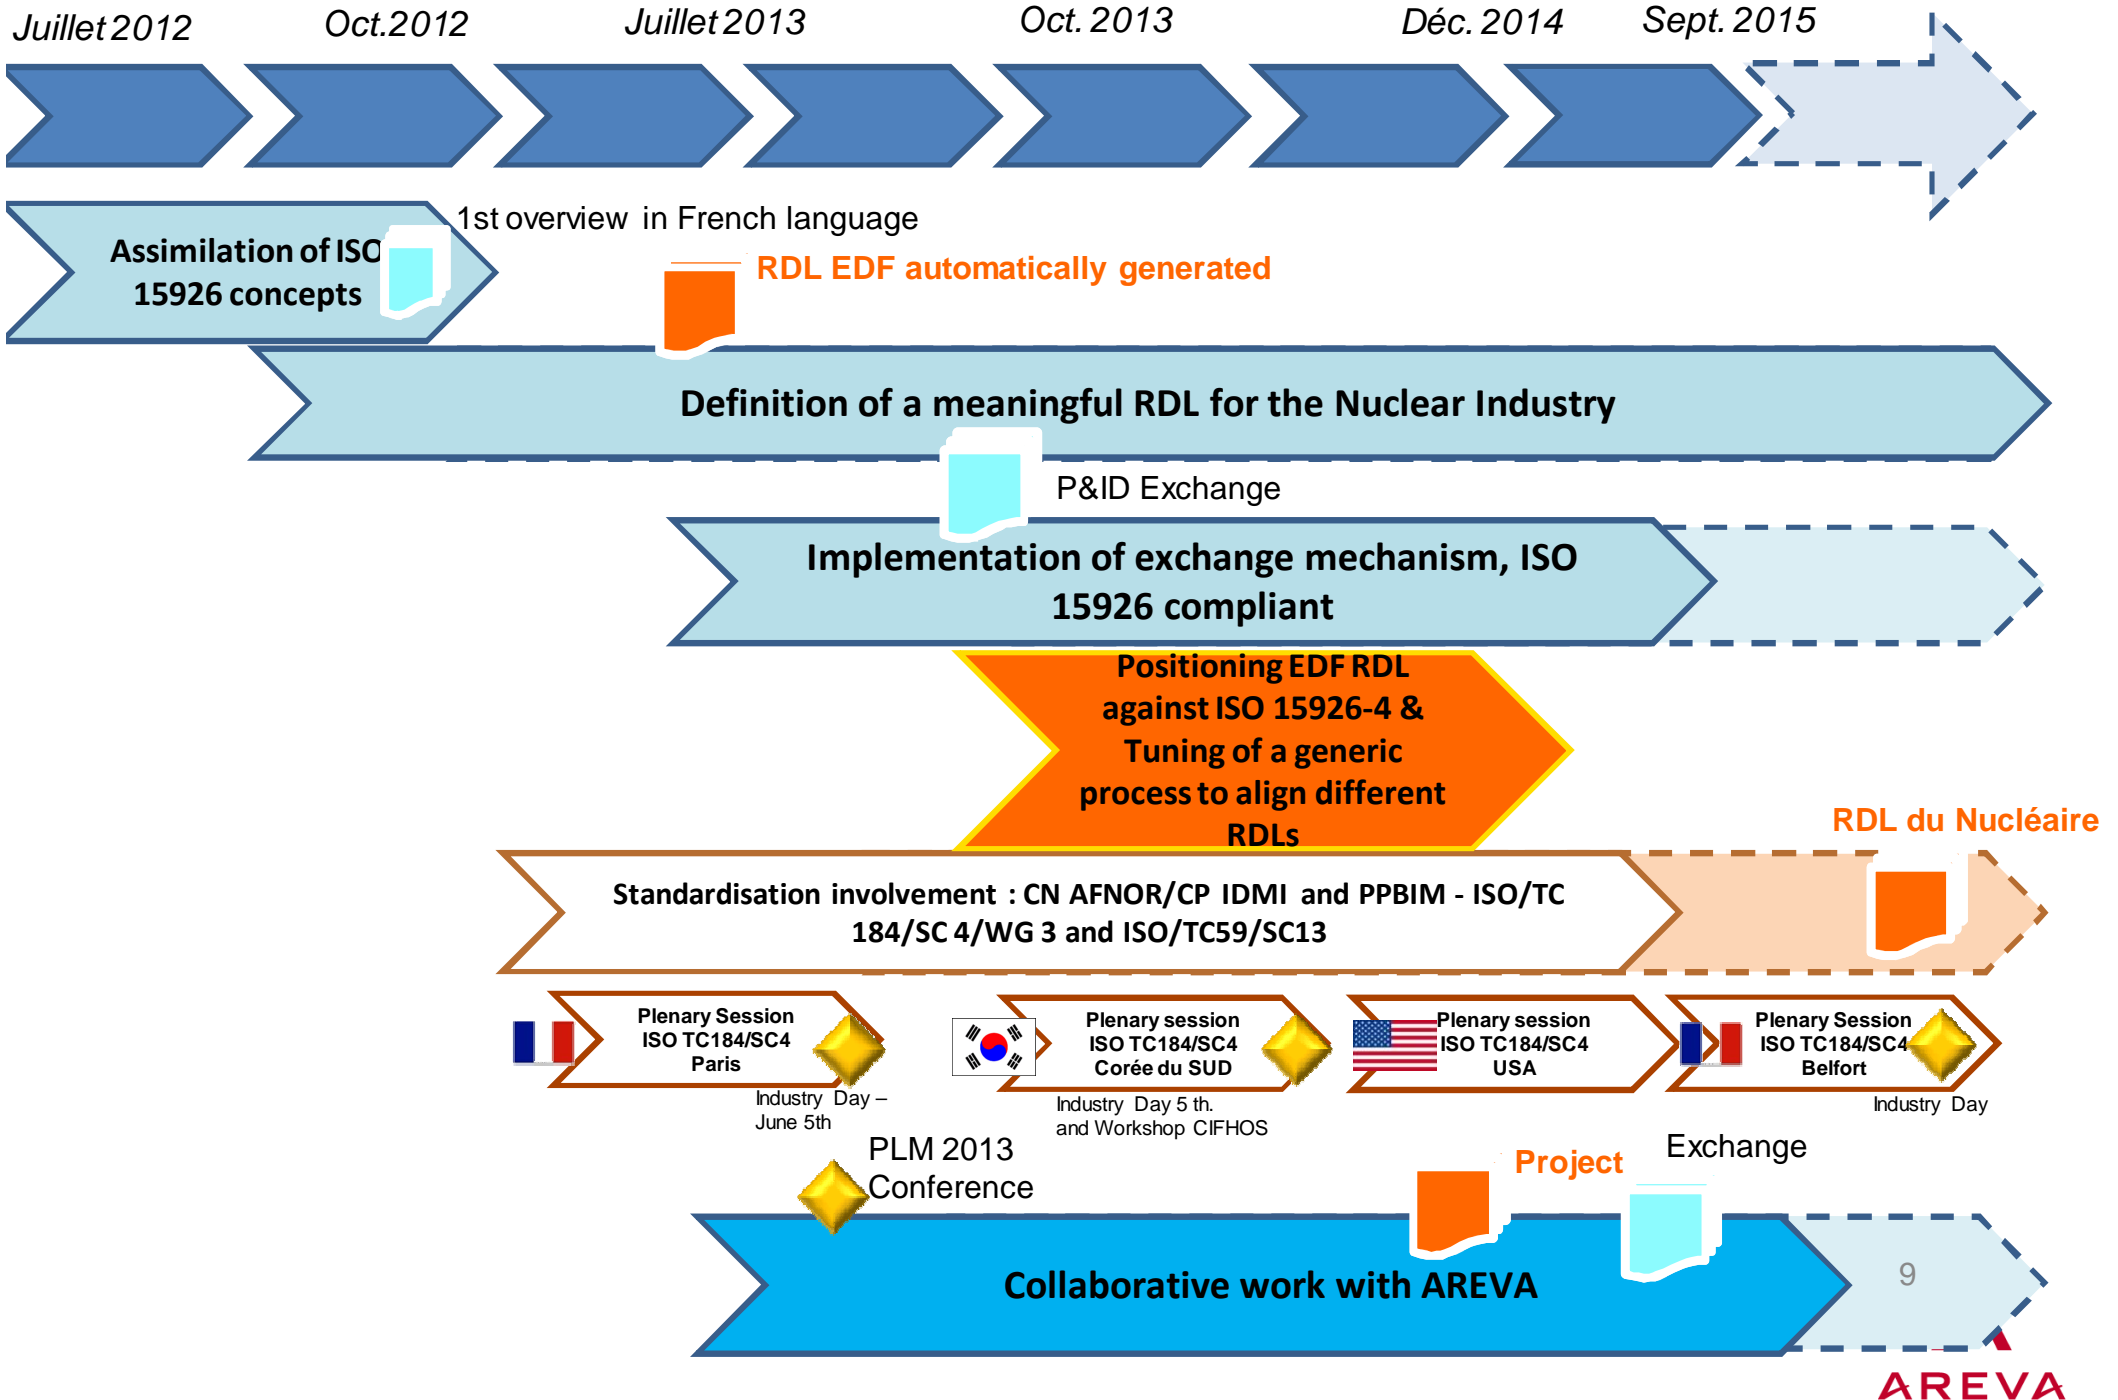 Juillet 2012
Oct.2012
Juillet 2013
Oct. 2013
Déc. 2014
Sept. 2015
1st overview in French language
Assimilation of ISO
15926 concepts
RDL EDF automatically generated
Definition of a meaningful RDL for the Nuclear Industry
P&ID Exchange
Implementation of exchange mechanism, ISO
15926 compliant
Positioning EDF RDL
against ISO 15926-4 &
Tuning of a generic
process to align different
RDLs
RDL du Nucléaire
Standardisation involvement : CN AFNOR/CP IDMI and PPBIM - ISO/TC
184/SC 4/WG 3 and ISO/TC59/SC13
Plenary Session
ISO TC184/SC4
Paris
Industry Day –
June 5th
Plenary session
ISO TC184/SC4
Corée du SUD
Industry Day 5 th.
and Workshop CIFHOS
Plenary session
ISO TC184/SC4
USA
Plenary Session
ISO TC184/SC4
Belfort
Industry Day
PLM 2013
Conference
Project
Exchange
Collaborative work with AREVA
9
AREVA